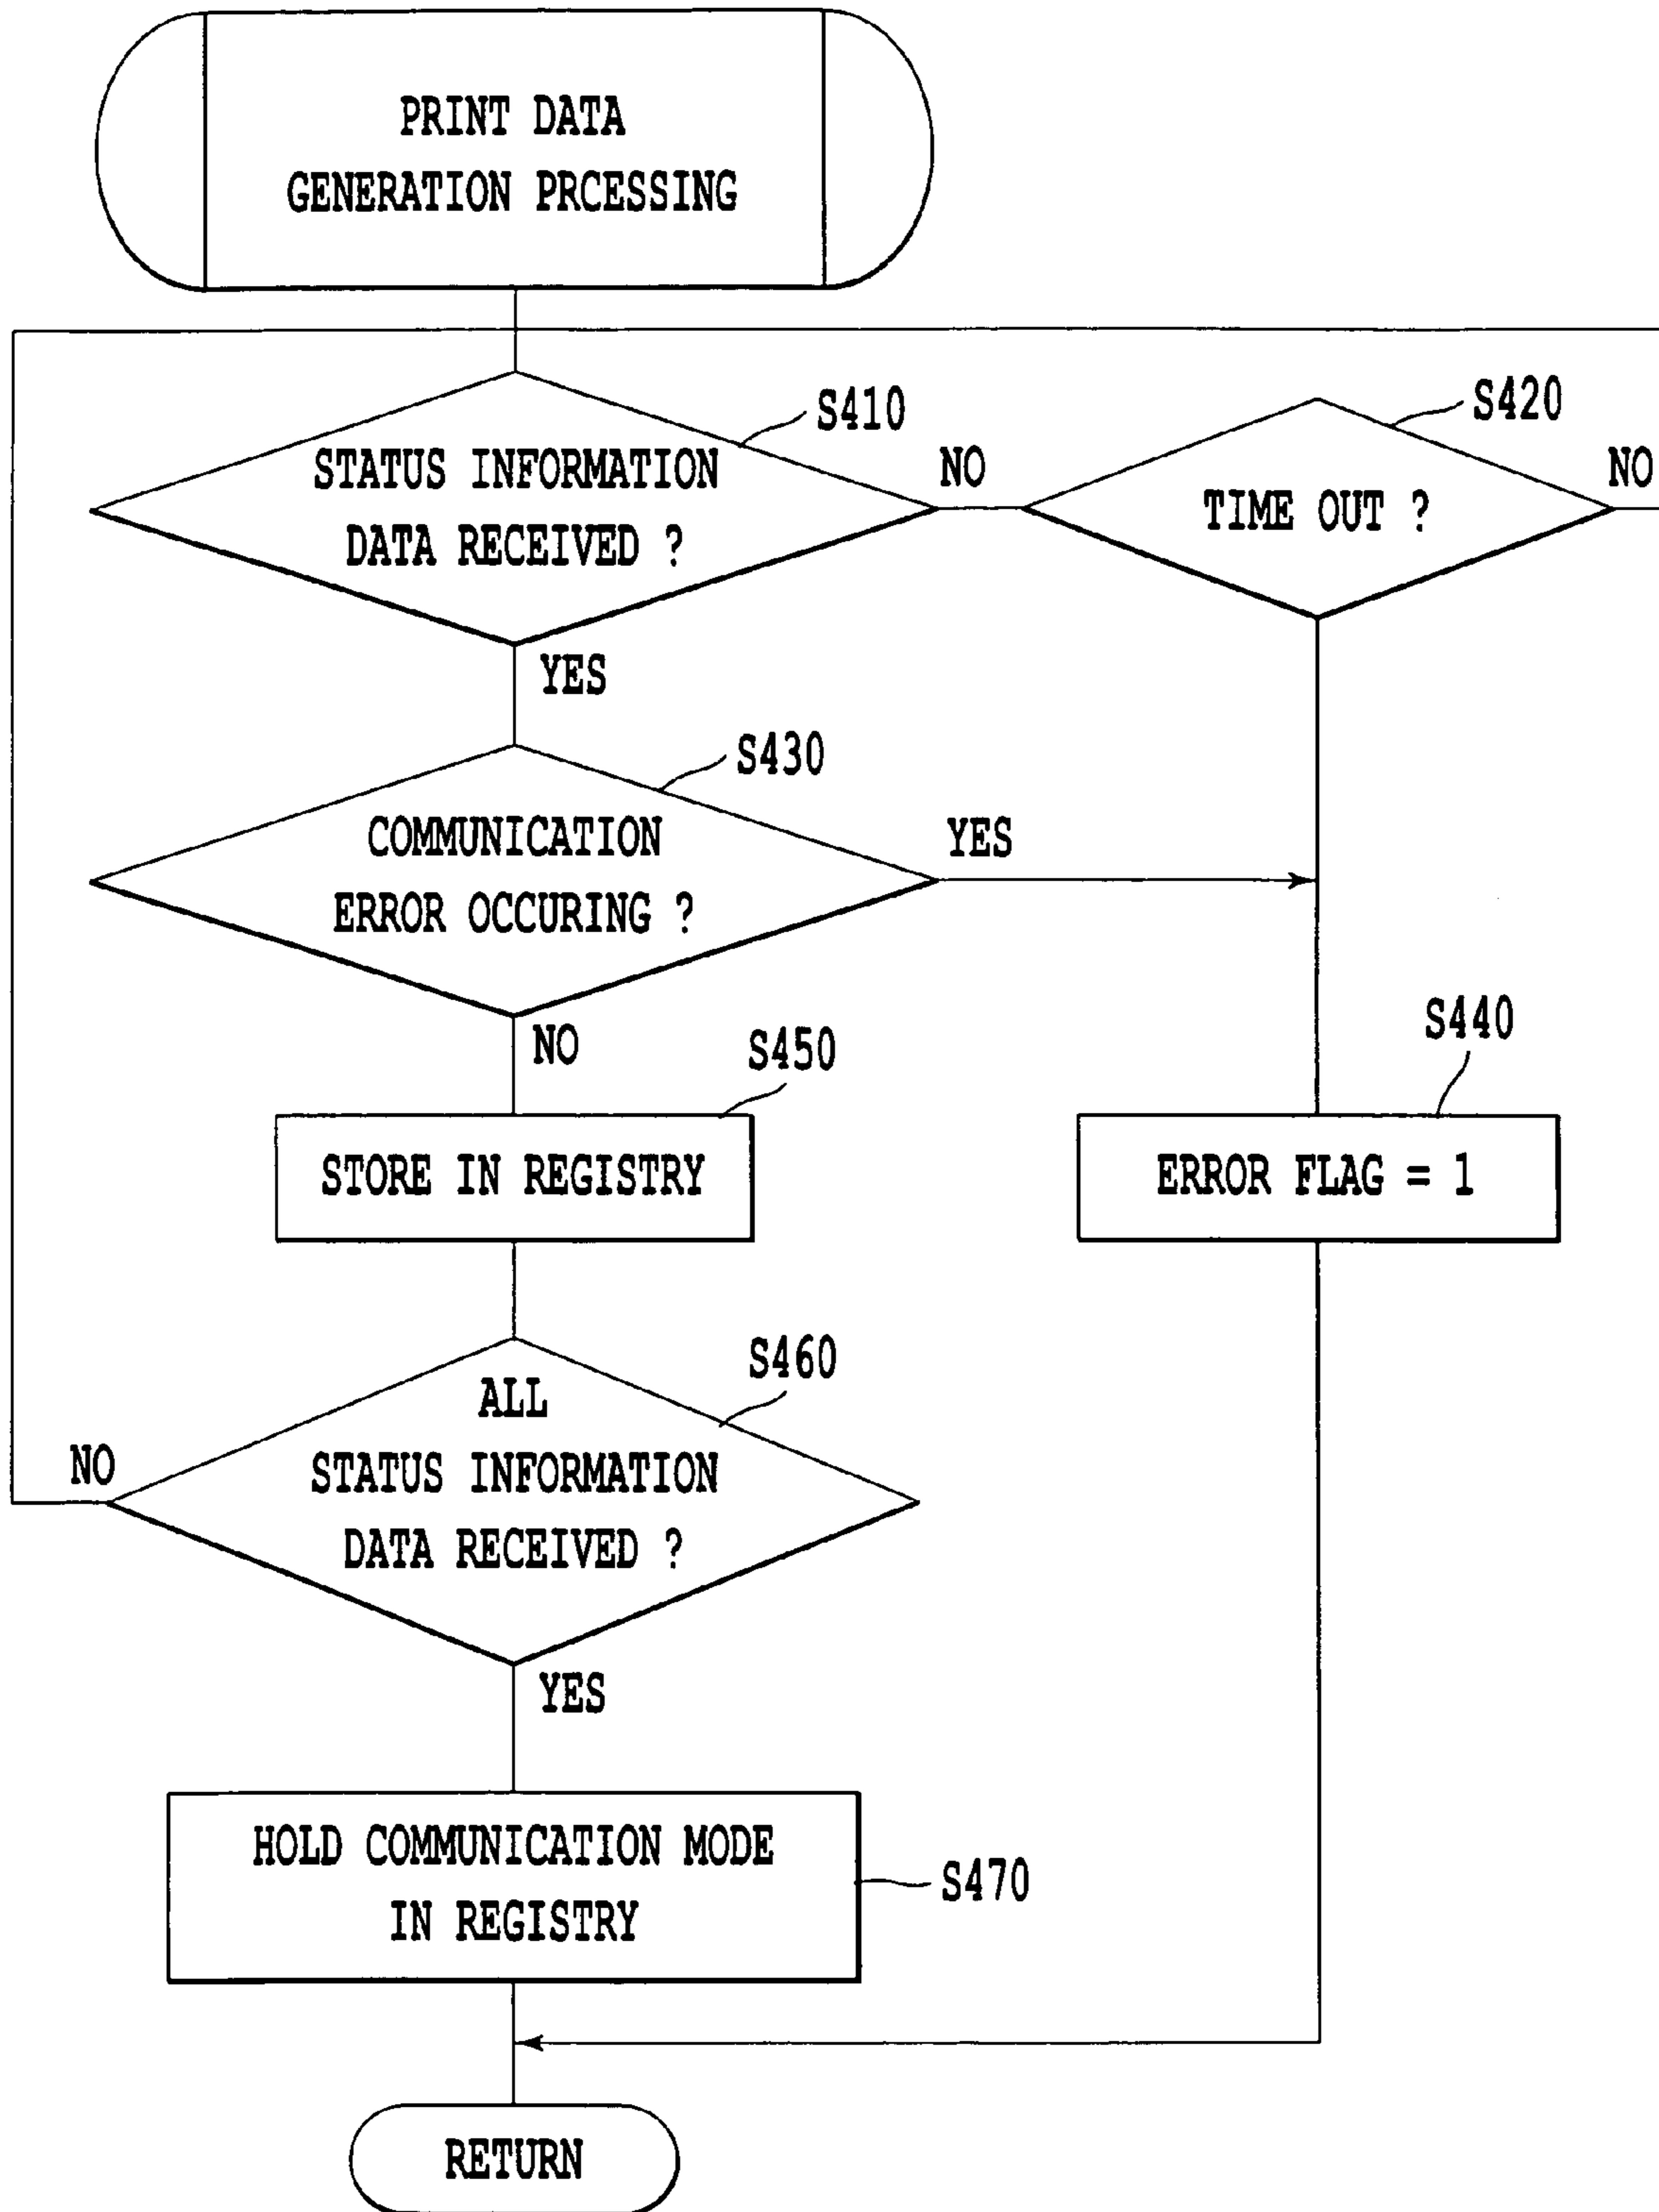 PRINT DATA
GENERATION PRCESSING
S410
STATUS INFORMATION
DATA RECEIVED ?
NO
S420
TIME OUT ?
NO
YES
S430
COMMUNICATION
ERROR OCCURING ?
YES
NO
S450
STORE IN REGISTRY
S440
ERROR FLAG = 1
S460
ALL
STATUS INFORMATION
DATA RECEIVED ?
NO
YES
HOLD COMMUNICATION MODE
IN REGISTRY
S470
RETURN